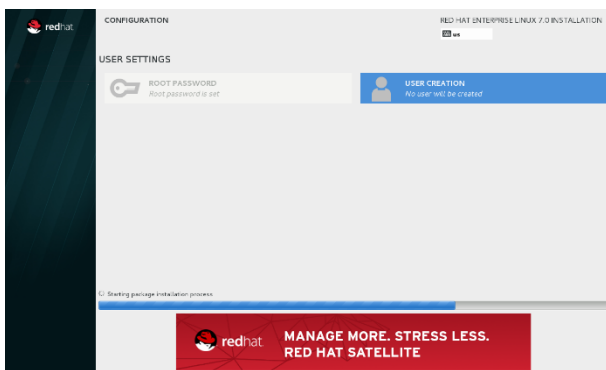 redhat
CONFIGURATION
RED HAT ENTERPRISE LINUX 7.0 INSTALLATION
us
USER SETTINGS
ROOT PASSWORD
Root password is set
USER CREATION
No user will be created
Starting package installation process
redhat
MANAGE MORE. STRESS LESS.
RED HAT SATELLITE